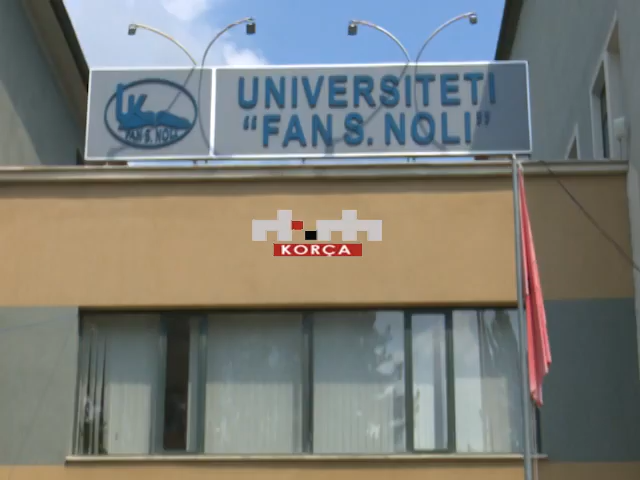 UNIVERSITETI
"FAN S. NOLI"
FAN S. NOLI
KORÇA